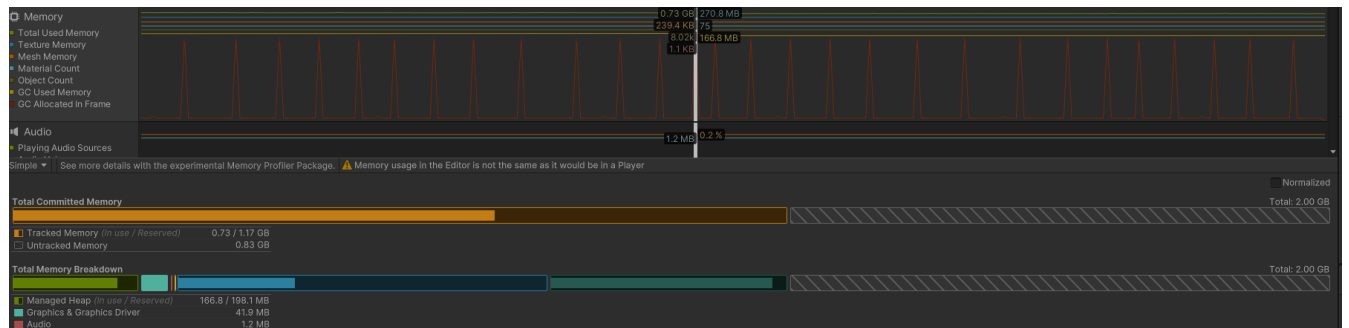 Memory
Total Used Memory
Texture Memory
Mesh Memory
Material Count
Object Count
GC Used Memory
GC Allocated In Frame
0.73 GB 270.8 MB
239.4 KB 75
8.02k 166.8 MB
1.1 KB
Audio
Playing Audio Sources
1.2 MB 0.2 %
Simple See more details with the experimental Memory Profiler Package. Memory usage in the Editor is not the same as it would be in a Player
Normalized
Total Committed Memory Total: 2.00 GB
Tracked Memory (In use / Reserved) 0.73 / 1.17 GB
Untracked Memory 0.83 GB
Total Memory Breakdown Total: 2.00 GB
Managed Heap (In use / Reserved) 166.8 / 198.1 MB
Graphics & Graphics Driver 41.9 MB
Audio 1.2 MB